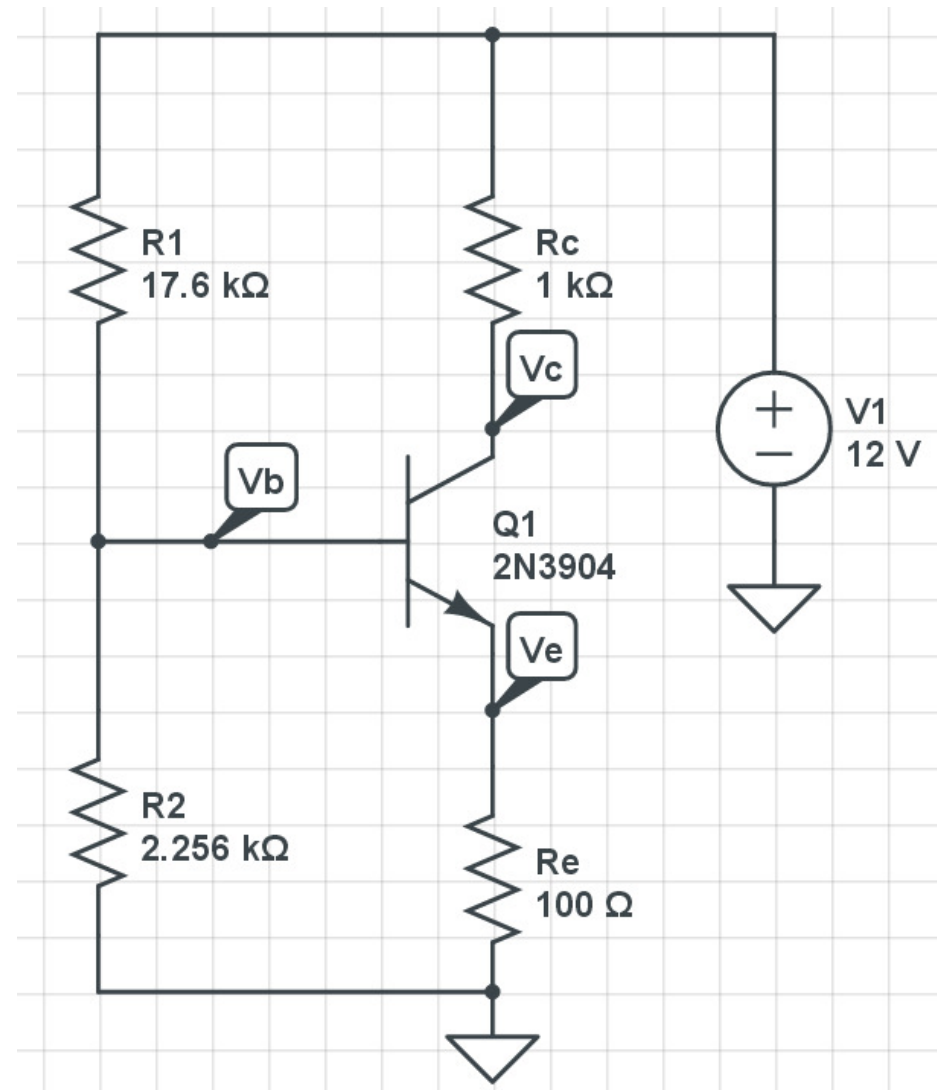 R1
17.6 kΩ
Rc
1 kΩ
Vc
V1
12 V
Vb
Q1
2N3904
Ve
R2
2.256 kΩ
Re
100 Ω